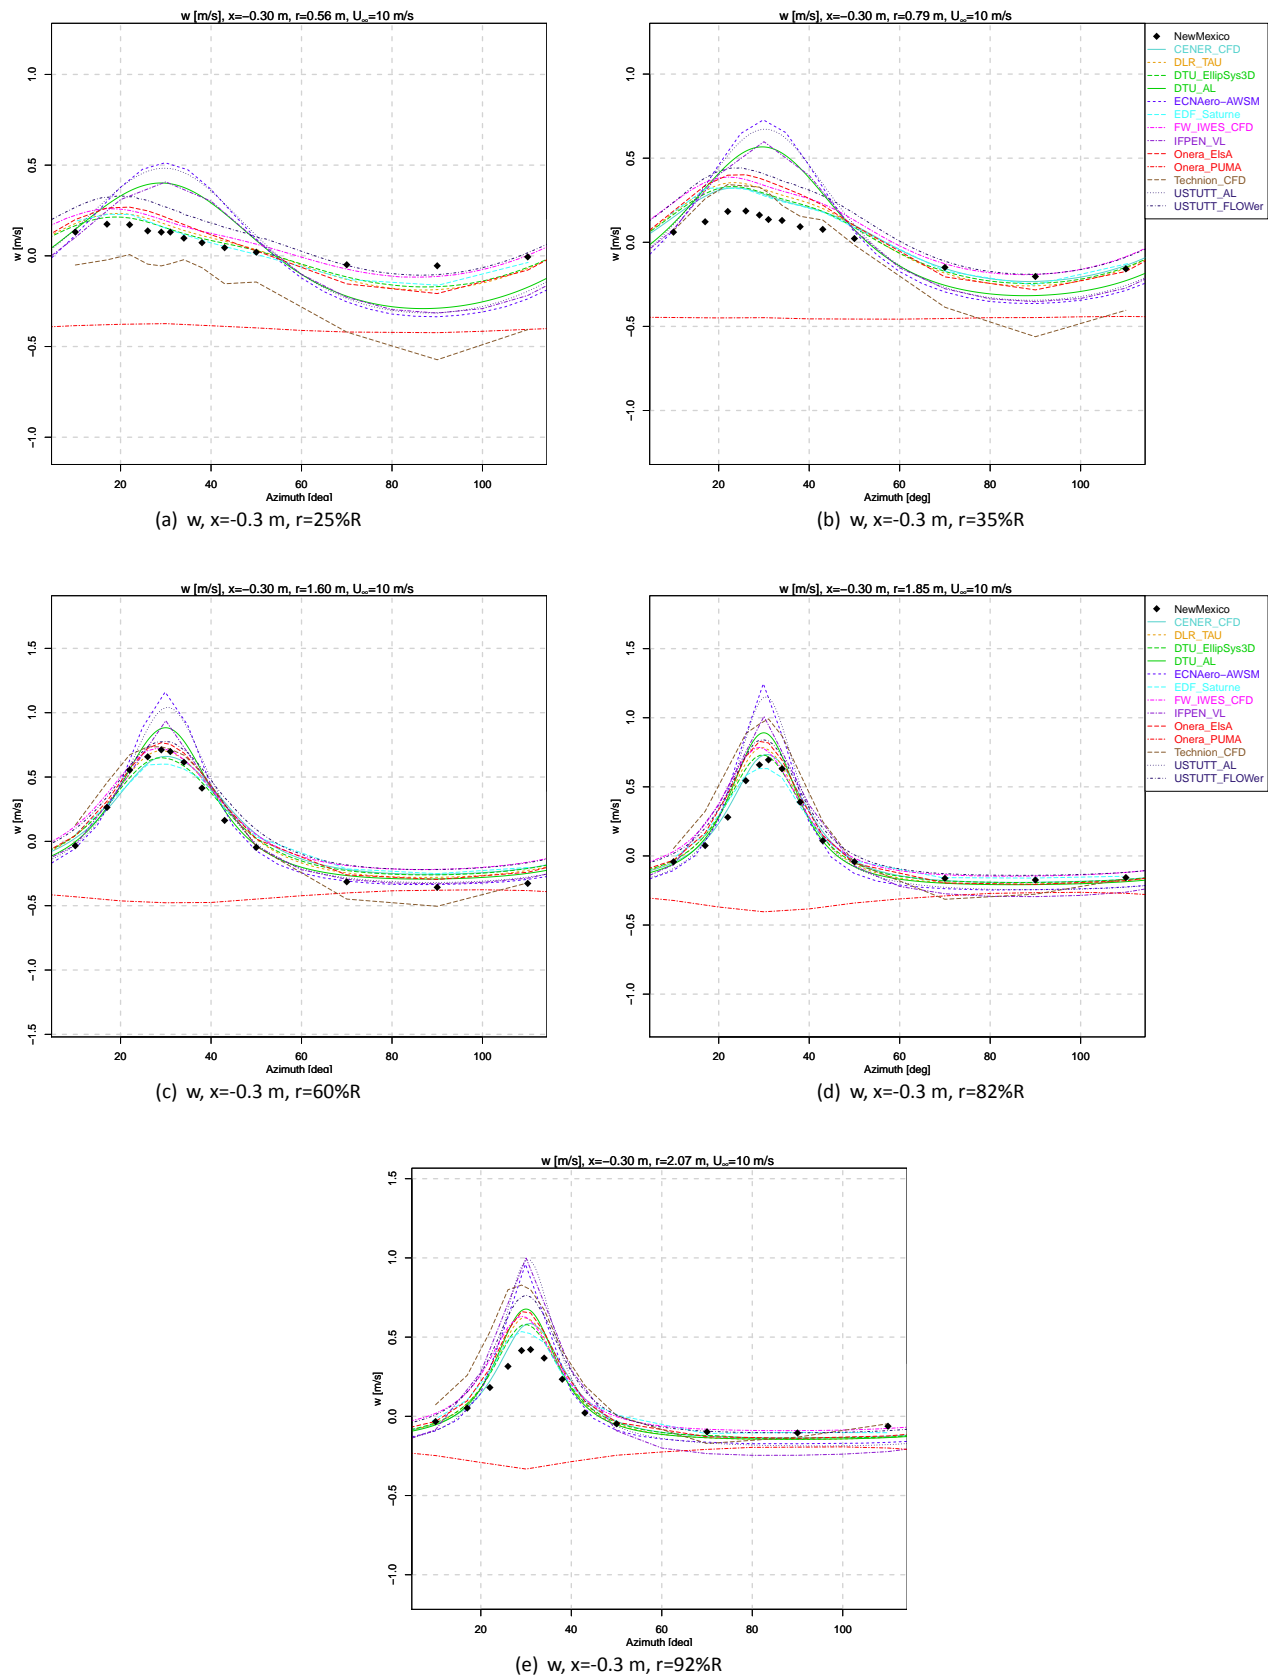 w [m/s], x=−0.30 m, r=0.56 m, U∞=10 m/s
w [m/s]
1.0
0.5
0.0
−0.5
−1.0
20 40 60 80 100
Azimuth [deg]
(a) w, x=-0.3 m, r=25%R
w [m/s], x=−0.30 m, r=0.79 m, U∞=10 m/s
w [m/s]
1.0
0.5
0.0
−0.5
−1.0
20 40 60 80 100
Azimuth [deg]
(b) w, x=-0.3 m, r=35%R
NewMexico
CENER_CFD
DLR_TAU
DTU_EllipSys3D
DTU_AL
ECNAero−AWSM
EDF_Saturne
FW_IWES_CFD
IFPEN_VL
Onera_ElsA
Onera_PUMA
Technion_CFD
USTUTT_AL
USTUTT_FLOWer
w [m/s], x=−0.30 m, r=1.60 m, U∞=10 m/s
w [m/s]
1.5
1.0
0.5
0.0
−0.5
−1.0
−1.5
20 40 60 80 100
Azimuth [deg]
(c) w, x=-0.3 m, r=60%R
w [m/s], x=−0.30 m, r=1.85 m, U∞=10 m/s
w [m/s]
1.5
1.0
0.5
0.0
−0.5
−1.0
20 40 60 80 100
Azimuth [deg]
(d) w, x=-0.3 m, r=82%R
NewMexico
CENER_CFD
DLR_TAU
DTU_EllipSys3D
DTU_AL
ECNAero−AWSM
EDF_Saturne
FW_IWES_CFD
IFPEN_VL
Onera_ElsA
Onera_PUMA
Technion_CFD
USTUTT_AL
USTUTT_FLOWer
w [m/s], x=−0.30 m, r=2.07 m, U∞=10 m/s
w [m/s]
1.5
1.0
0.5
0.0
−0.5
−1.0
20 40 60 80 100
Azimuth [deg]
(e) w, x=-0.3 m, r=92%R